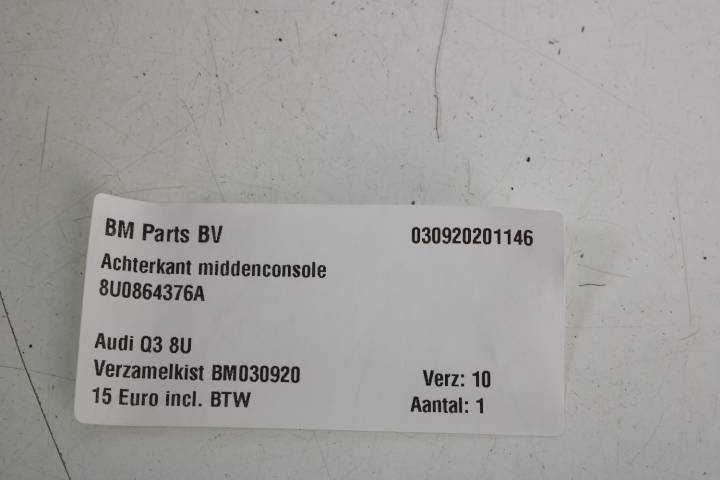 BM Parts BV 030920201146
Achterkant middenconsole
8U0864376A
Audi Q3 8U
Verzamelkist BM030920 Verz: 10
15 Euro incl. BTW Aantal: 1